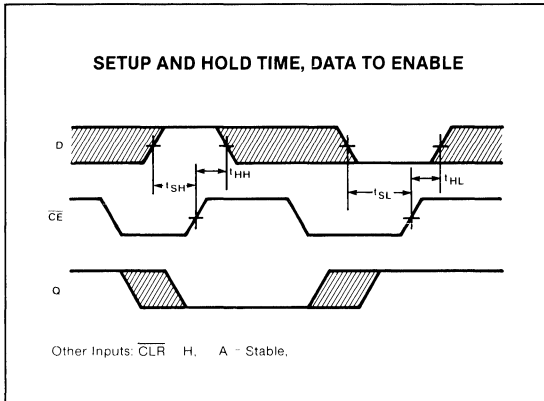 SETUP AND HOLD TIME, DATA TO ENABLE
D
tHH
tSH
tHL
tSL
CE
Q
Other Inputs: CLR H, A - Stable,